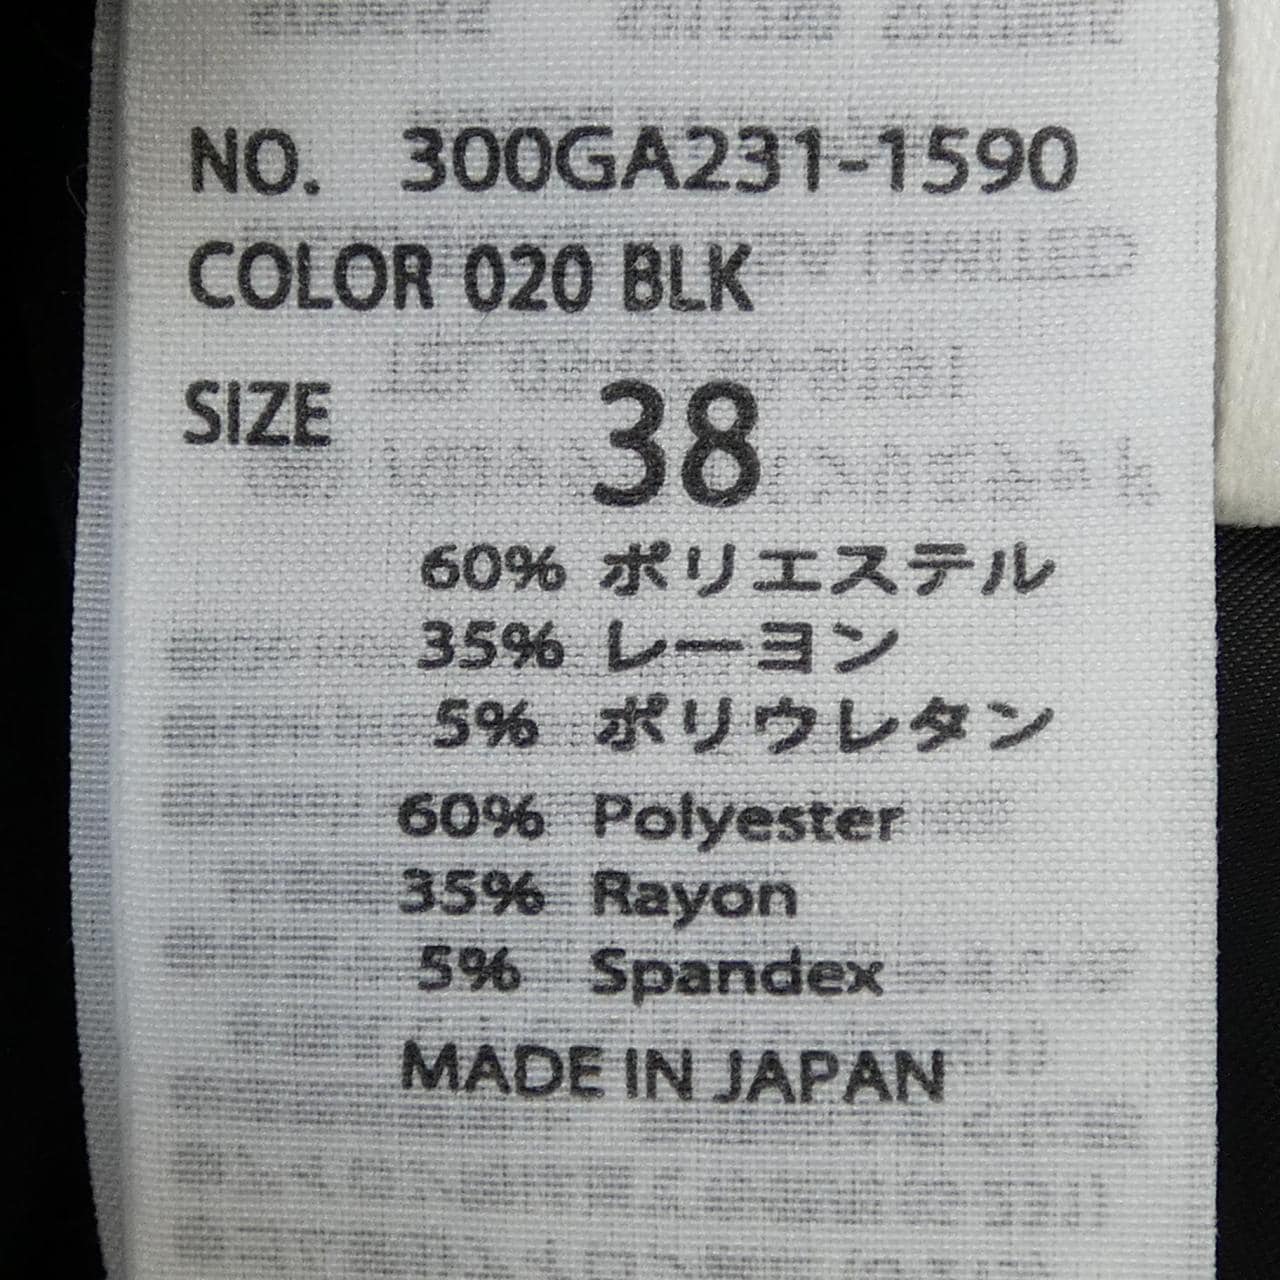 NO. 300GA231-1590
COLOR 020 BLK
SIZE 38
60% ポリエステル
35% レーヨン
5% ポリウレタン
60% Polyester
35% Rayon
5% Spandex
MADE IN JAPAN